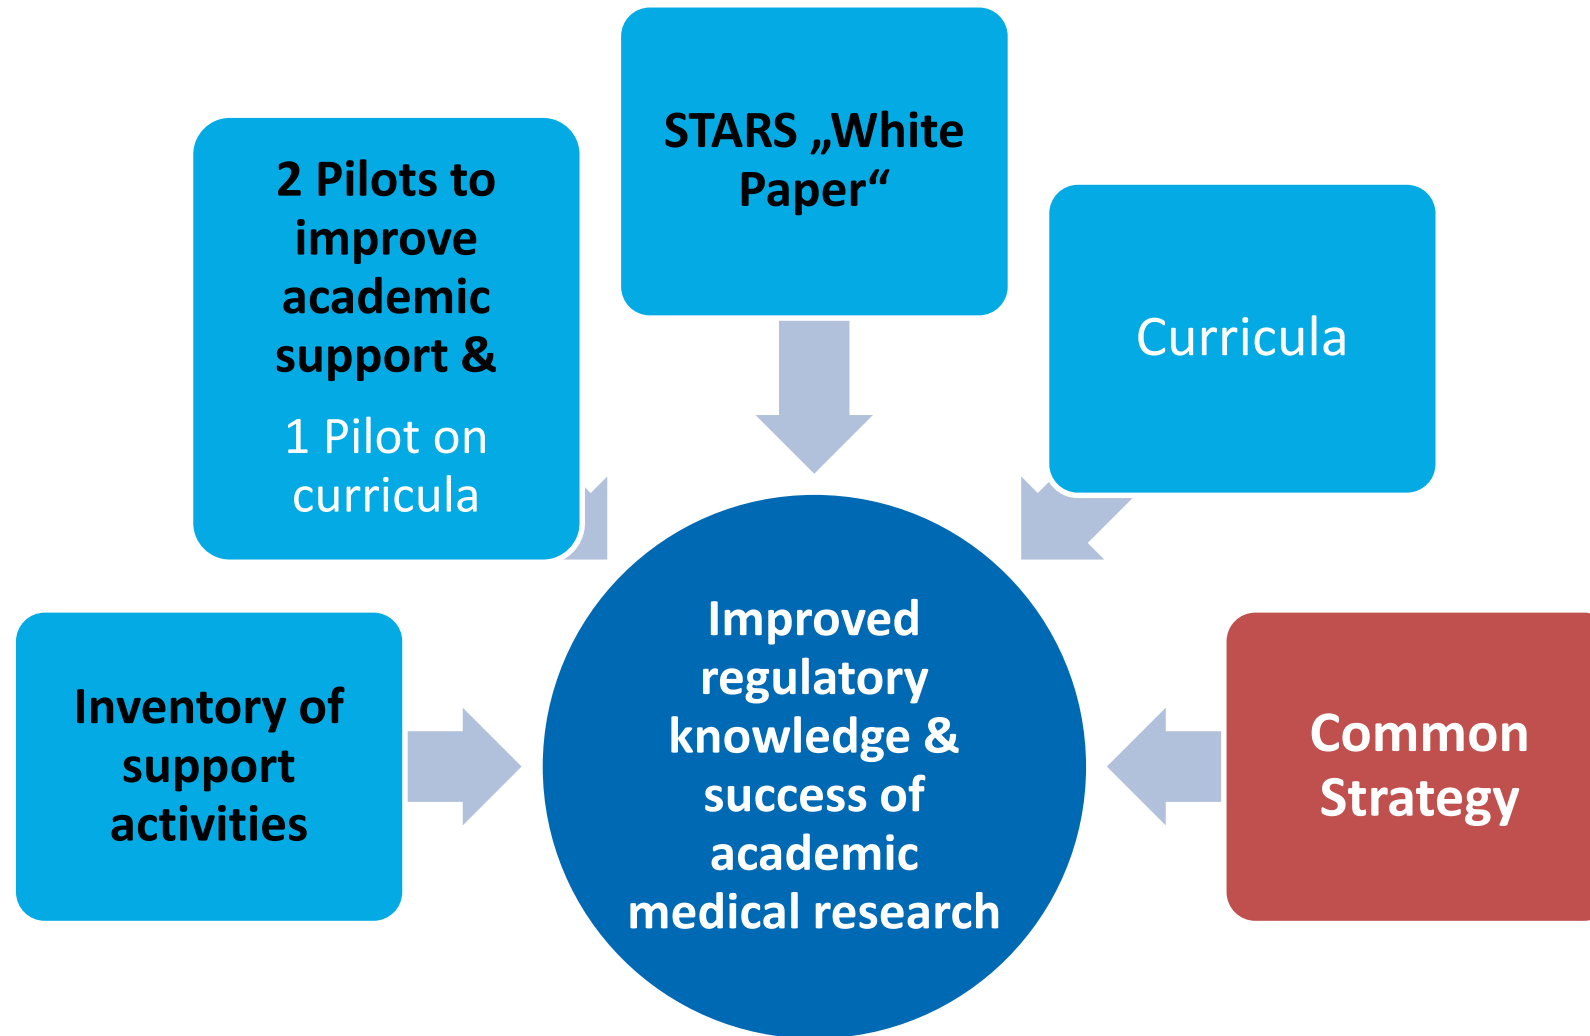 STARS „White
Paper“
2 Pilots to
improve
academic
support &
1 Pilot on
curricula
Curricula
Inventory of
support
activities
Improved
regulatory
knowledge &
success of
academic
medical research
Common
Strategy